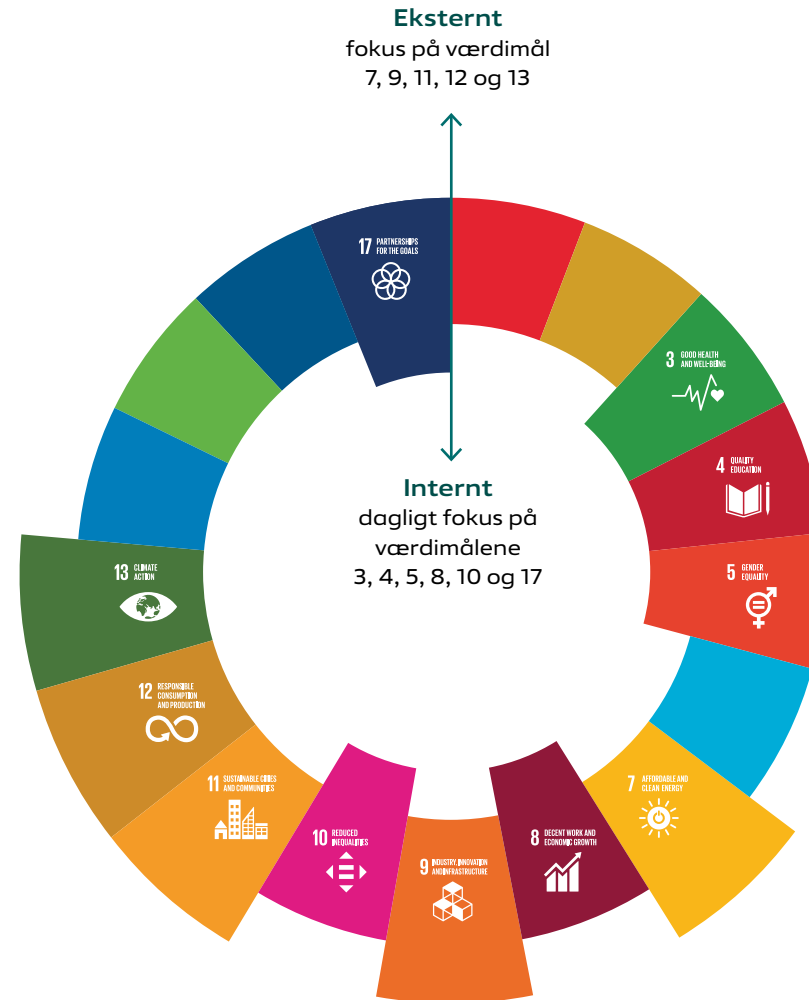 Eksternt
fokus på værdimål
7, 9, 11, 12 og 13
17 PARTNERSHIPS
FOR THE GOALS
3 GOOD HEALTH
AND WELL-BEING
4 QUALITY
EDUCATION
Internt
dagligt fokus på
værdimålene
3, 4, 5, 8, 10 og 17
5 GENDER
EQUALITY
13 CLIMATE
ACTION
12 RESPONSIBLE
CONSUMPTION
AND PRODUCTION
11 SUSTAINABLE CITIES
AND COMMUNITIES
7 AFFORDABLE AND
CLEAN ENERGY
10 REDUCED
INEQUALITIES
8 DECENT WORK AND
ECONOMIC GROWTH
9 INDUSTRY, INNOVATION
AND INFRASTRUCTURE